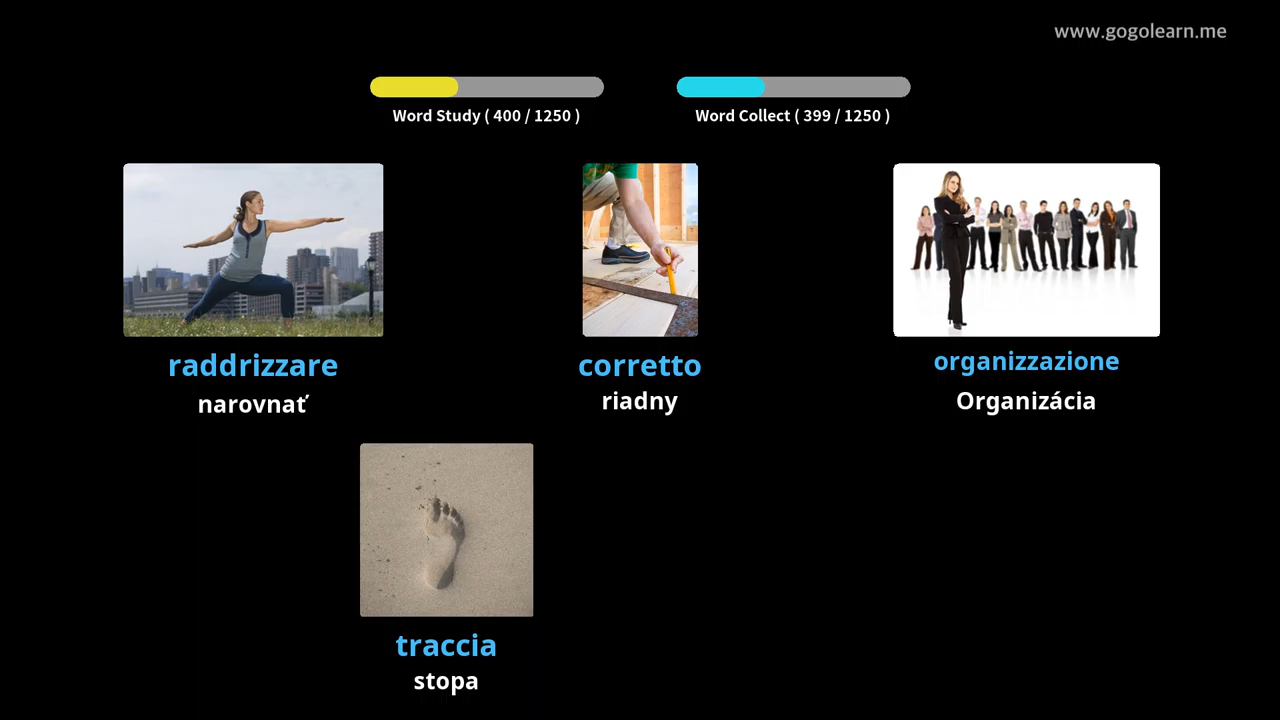 www.gogolearn.me
Word Study ( 400 / 1250 )
Word Collect ( 399 / 1250 )
raddrizzare
narovnať
corretto
riadny
organizzazione
Organizácia
traccia
stopa